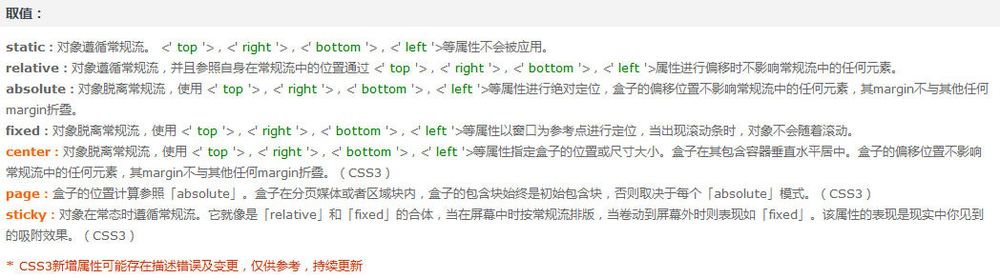 取值：
static：对象遵循常规流。 <' top '>，<' right '>，<' bottom '>，<' left '>等属性不会被应用。
relative：对象遵循常规流，并且参照自身在常规流中的位置通过 <' top '>，<' right '>，<' bottom '>，<' left '>属性进行偏移时不影响常规流中的任何元素。
absolute：对象脱离常规流，使用 <' top '>，<' right '>，<' bottom '>，<' left '>等属性进行绝对定位，盒子的偏移位置不影响常规流中的任何元素，其margin不与其他任何
margin折叠。
fixed：对象脱离常规流，使用 <' top '>，<' right '>，<' bottom '>，<' left '>等属性以窗口为参考点进行定位，当出现滚动条时，对象不会随着滚动。
center：对象脱离常规流，使用 <' top '>，<' right '>，<' bottom '>，<' left '>等属性指定盒子的位置或尺寸大小。盒子在其包含容器垂直水平居中。盒子的偏移位置不影响
常规流中的任何元素，其margin不与其他任何margin折叠。（CSS3）
page：盒子的位置计算参照「absolute」。盒子在分页媒体或者区域块内，盒子的包含块始终是初始包含块，否则取决于每个「absolute」模式。（CSS3）
sticky：对象在常态时遵循常规流。它就像是「relative」和「fixed」的合体，当在屏幕中时按常规流排版，当卷动到屏幕外时则表现如「fixed」。该属性的表现是现实中你见到
的吸附效果。（CSS3）
* CSS3新增属性可能存在描述错误及变更，仅供参考，持续更新